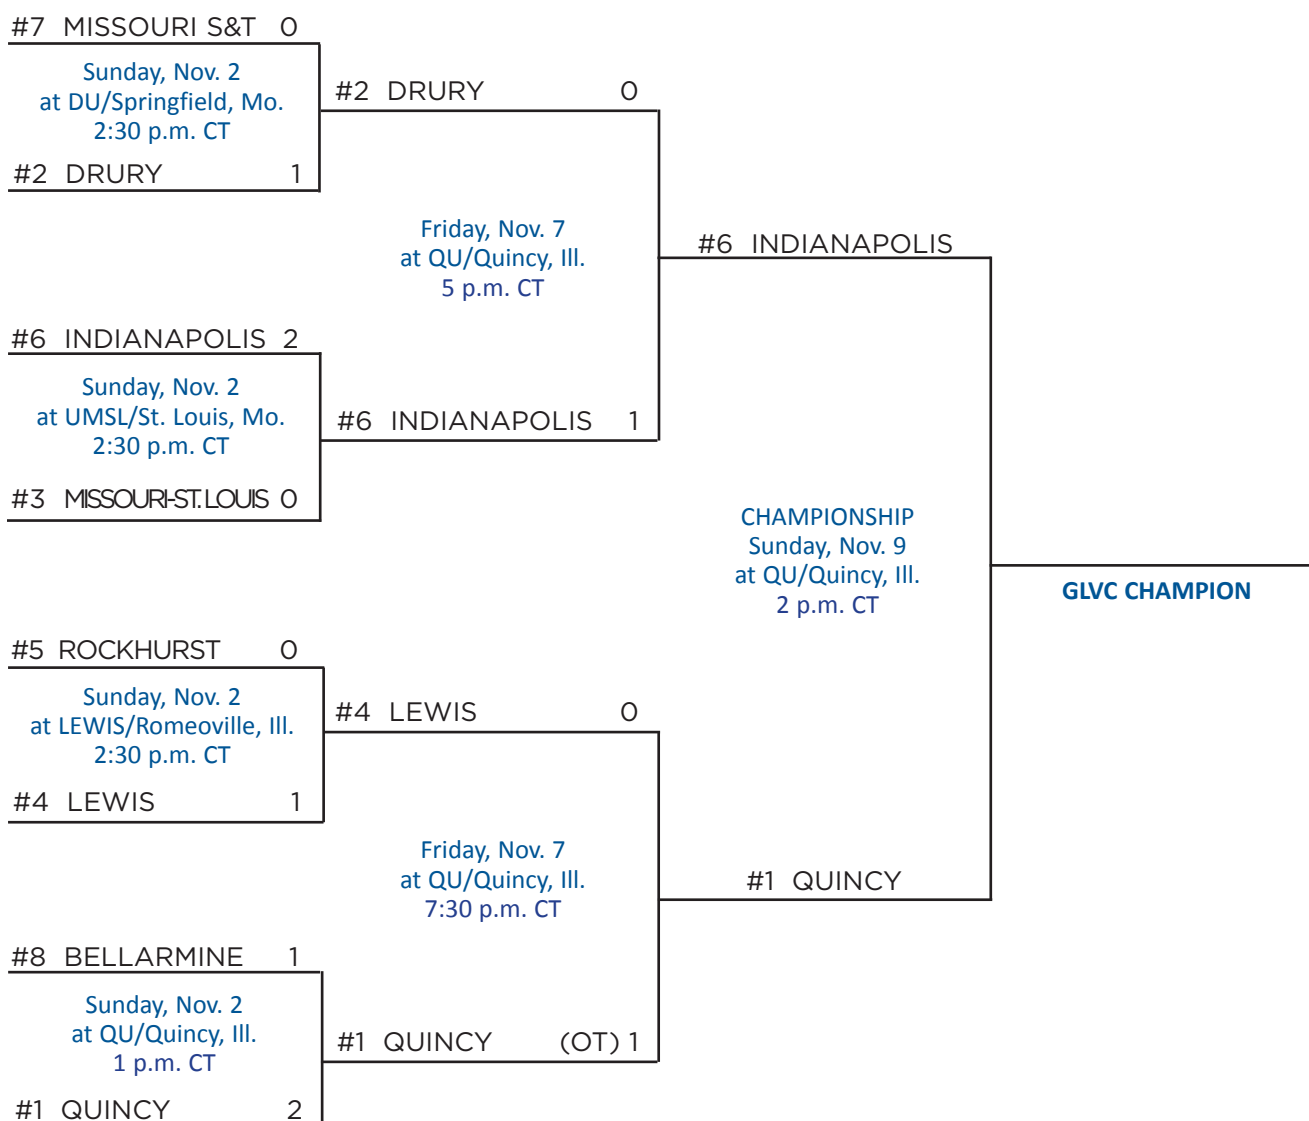 #7 MISSOURI S&T 0
Sunday, Nov. 2
at DU/Springfield, Mo.
2:30 p.m. CT
#2 DRURY 1
#2 DRURY 0
Friday, Nov. 7
at QU/Quincy, Ill.
5 p.m. CT
#6 INDIANAPOLIS
#6 INDIANAPOLIS 2
Sunday, Nov. 2
at UMSL/St. Louis, Mo.
2:30 p.m. CT
#3 MISSOURI-ST. LOUIS 0
#6 INDIANAPOLIS 1
CHAMPIONSHIP
Sunday, Nov. 9
at QU/Quincy, Ill.
2 p.m. CT
GLVC CHAMPION
#5 ROCKHURST 0
Sunday, Nov. 2
at LEWIS/Romeoville, Ill.
2:30 p.m. CT
#4 LEWIS 1
#4 LEWIS 0
Friday, Nov. 7
at QU/Quincy, Ill.
7:30 p.m. CT
#1 QUINCY
#8 BELLARMINE 1
Sunday, Nov. 2
at QU/Quincy, Ill.
1 p.m. CT
#1 QUINCY 2
#1 QUINCY (OT) 1